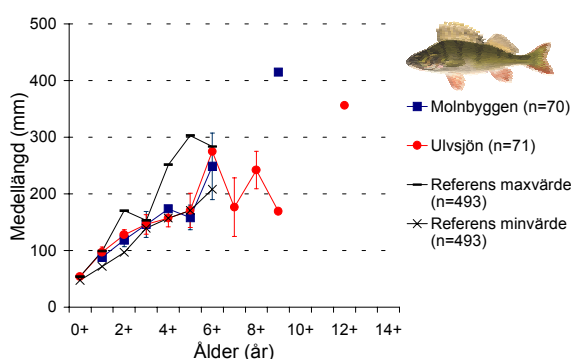 500
400
300
200
100
0
Medellängd (mm)
0+ 2+ 4+ 6+ 8+ 10+ 12+ 14+
Ålder (år)
Molnbyggen (n=70)
Ulvsjön (n=71)
Referens maxvärde
(n=493)
Referens minvärde
(n=493)